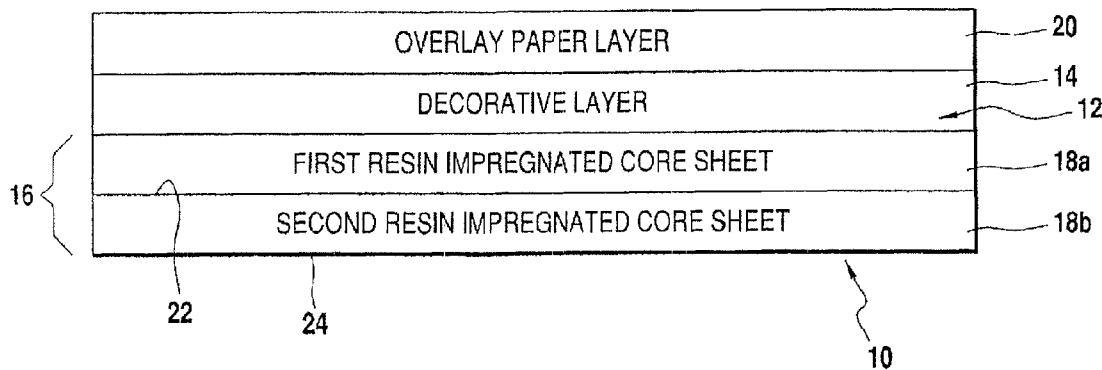 OVERLAY PAPER LAYER 20
14
DECORATIVE LAYER
12
16 FIRST RESIN IMPREGNATED CORE SHEET 18a
SECOND RESIN IMPREGNATED CORE SHEET 18b
22 24
10